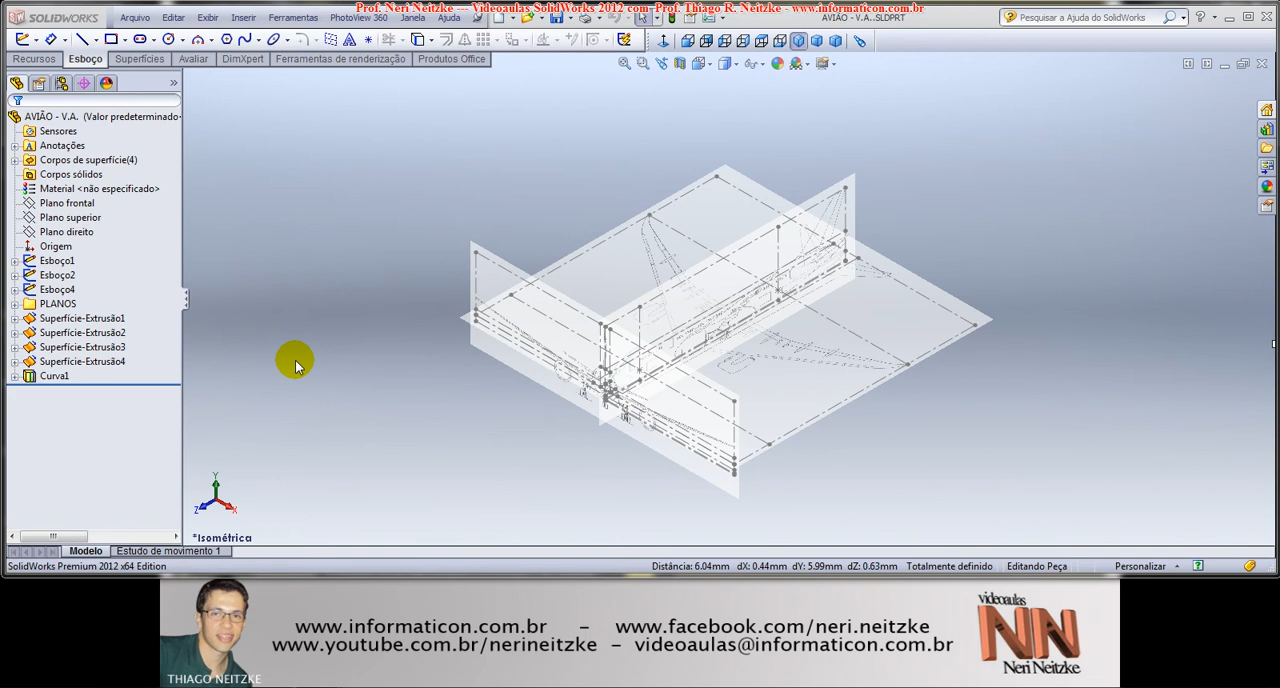 Prof. Neri Neitzke --- Videoaulas SolidWorks 2012 com Prof. Thiago R. Neitzke - www.informaticon.com.br
SOLIDWORKS Arquivo Editar Exibir Inserir Ferramentas PhotoView 360 Janela Ajuda AVIÃO - V.A..SLDPRT Pesquisar a Ajuda do SolidWorks
Recursos Esboço Superfícies Avaliar DimXpert Ferramentas de renderização Produtos Office
AVIÃO - V.A. (Valor predeterminado
Sensores
Anotações
Corpos de superfície(4)
Corpos sólidos
Material <não especificado>
Plano frontal
Plano superior
Plano direito
Origem
Esboço1
Esboço2
Esboço4
PLANOS
Superfície-Extrusão1
Superfície-Extrusão2
Superfície-Extrusão3
Superfície-Extrusão4
Curva1
Y
Z
X
*Isométrica
Modelo Estudo de movimento 1
SolidWorks Premium 2012 x64 Edition Distância: 6.04mm dX: 0.44mm dY: 5.99mm dZ: 0.63mm Totalmente definido Editando Peça Personalizar
www.informaticon.com.br - www.facebook.com/neri.neitzke
www.youtube.com.br/nerineitzke - videoaulas@informaticon.com.br
THIAGO NEITZKE
videoaulas
NN
Neri Neitzke